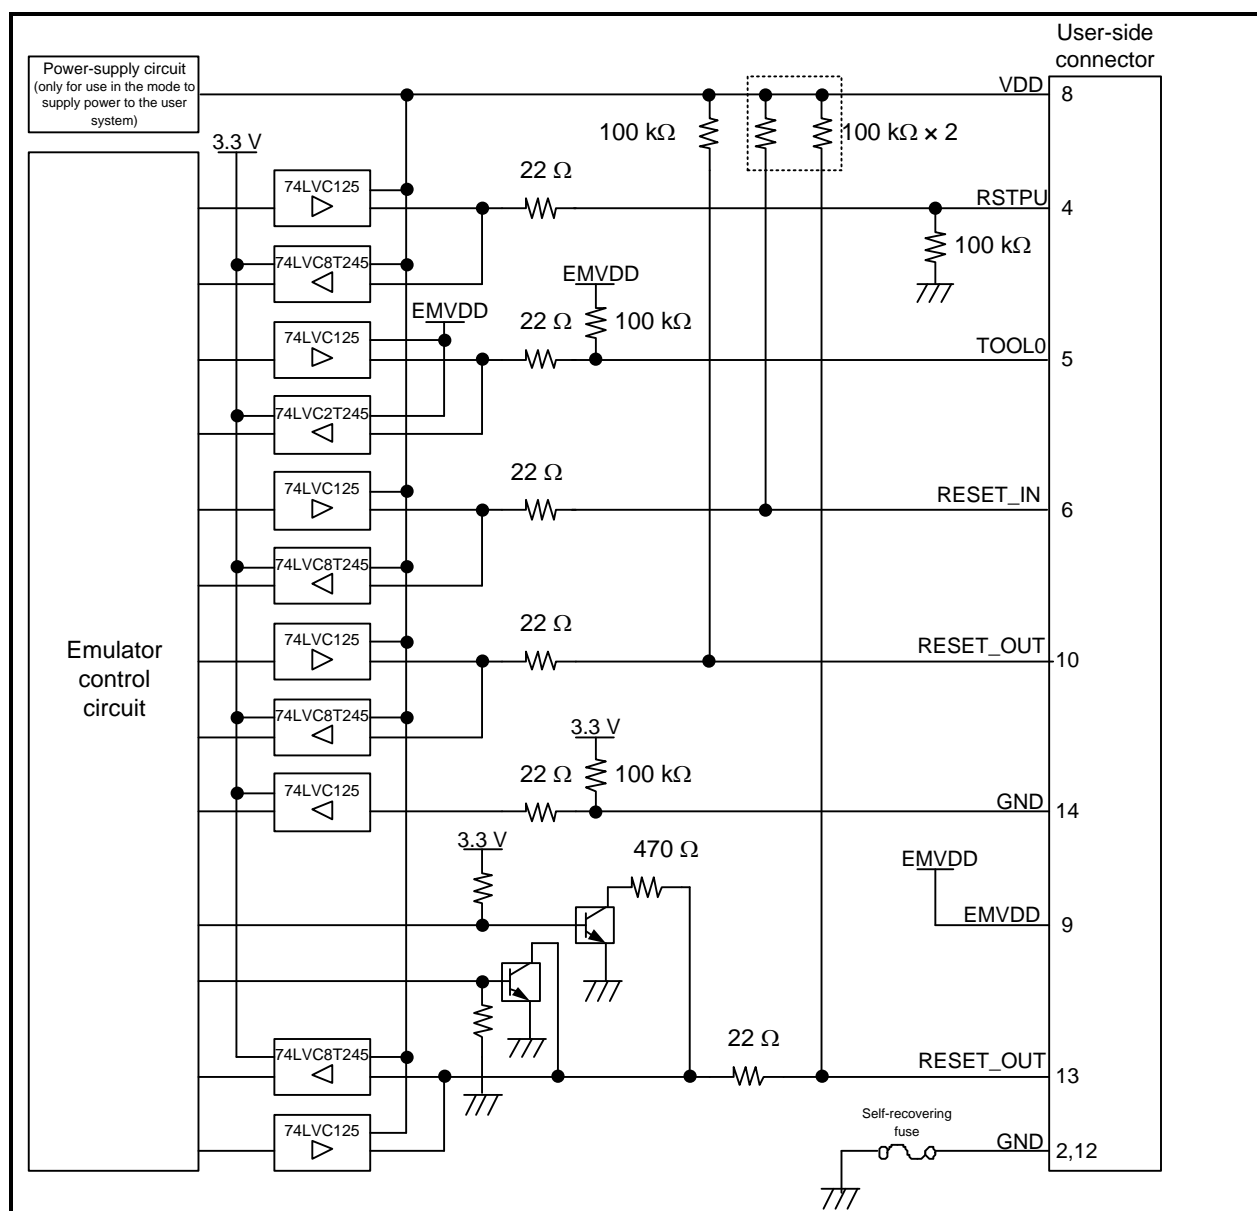 User-side
connector
Power-supply circuit
(only for use in the mode to
supply power to the user
system)
VDD
8
3.3 V
100 kΩ
100 kΩ × 2
74LVC125
22 Ω
RSTPU
4
100 kΩ
74LVC8T245
EMVDD
EMVDD
74LVC125
22 Ω
100 kΩ
TOOL0
5
74LVC2T245
74LVC125
22 Ω
RESET_IN
6
74LVC8T245
Emulator
control
circuit
74LVC125
22 Ω
RESET_OUT
10
74LVC8T245
3.3 V
74LVC125
22 Ω
100 kΩ
GND
14
3.3 V
470 Ω
EMVDD
EMVDD
9
74LVC8T245
22 Ω
RESET_OUT
13
74LVC125
Self-recovering
fuse
GND
2,12